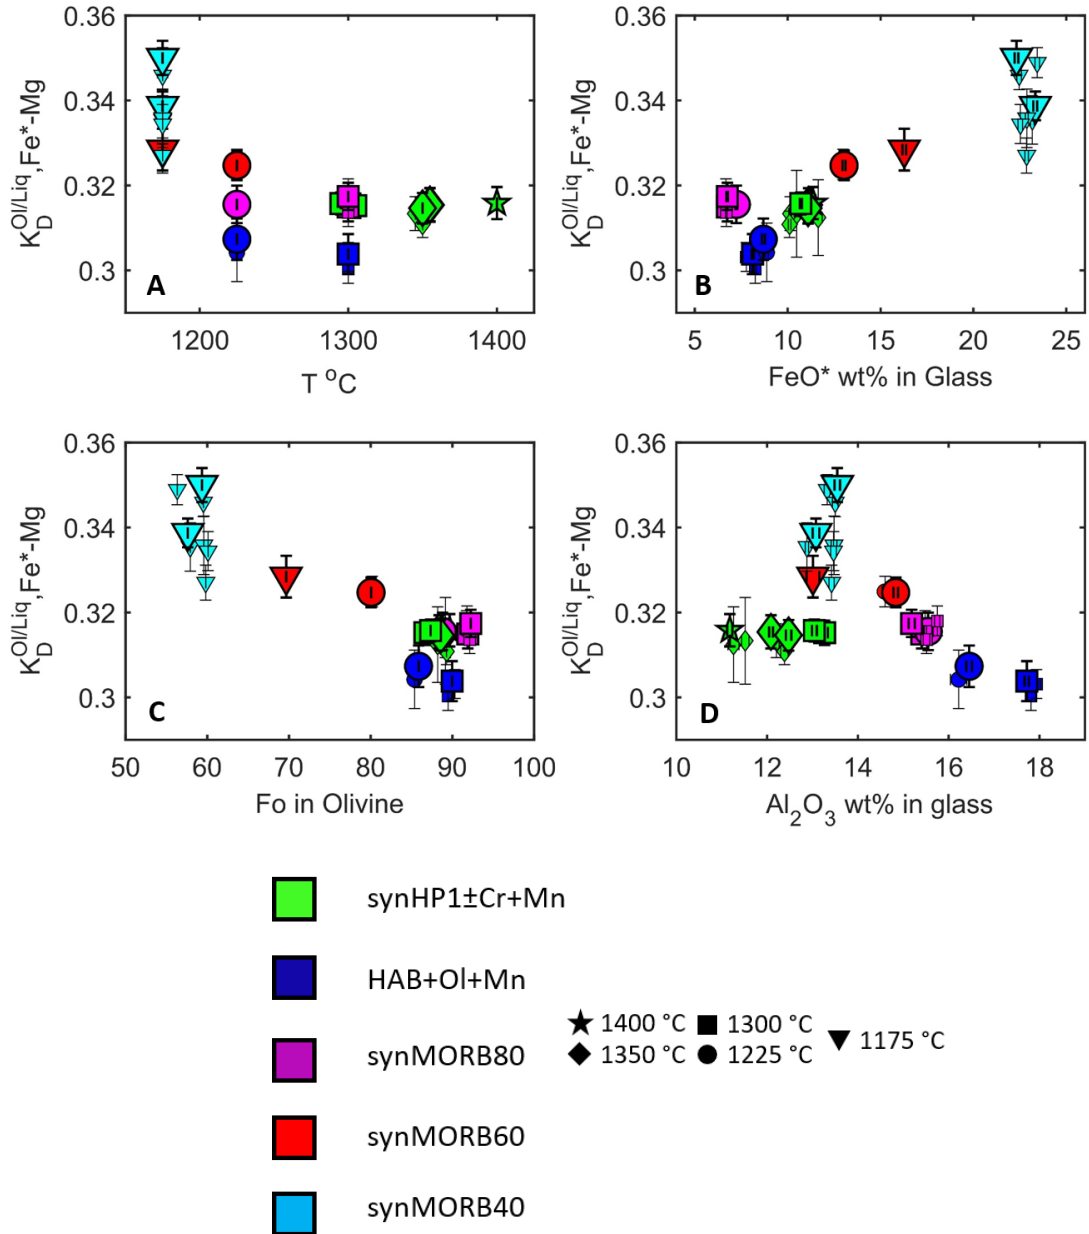 0.36
0.34
0.32
0.3
K_D^Ol/Liq,Fe*-Mg
A
1200
1300
1400
T °C
0.36
0.34
0.32
0.3
K_D^Ol/Liq,Fe*-Mg
B
5
10
15
20
25
FeO* wt% in Glass
0.36
0.34
0.32
0.3
K_D^Ol/Liq,Fe*-Mg
C
50
60
70
80
90
100
Fo in Olivine
0.36
0.34
0.32
0.3
K_D^Ol/Liq,Fe*-Mg
D
10
12
14
16
18
Al₂O₃ wt% in glass
synHP1±Cr+Mn
HAB+Ol+Mn
synMORB80
synMORB60
synMORB40
1400 °C
1300 °C
1350 °C
1225 °C
1175 °C